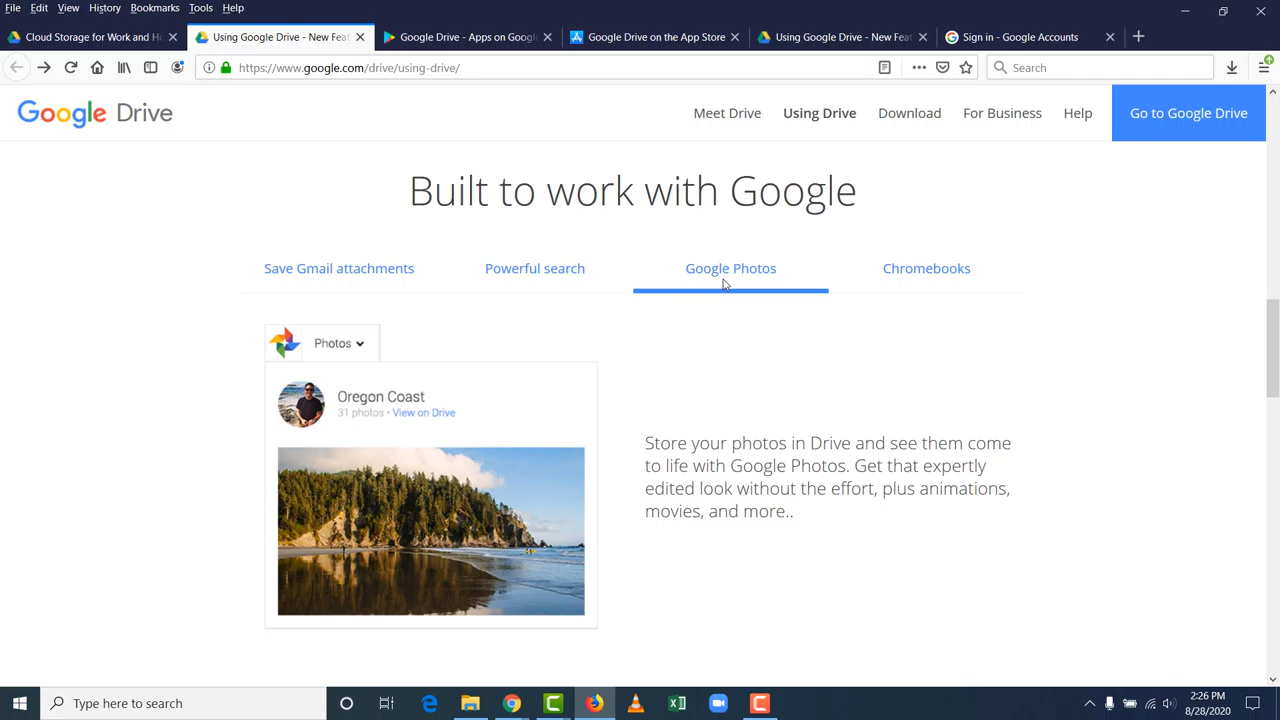 File Edit View History Bookmarks Tools Help
Cloud Storage for Work and Ho
Using Google Drive - New Feat
Google Drive - Apps on Google
Google Drive on the App Store
Using Google Drive - New Feat
Sign in - Google Accounts
https://www.google.com/drive/using-drive/
Search
Google Drive
Meet Drive Using Drive Download For Business Help Go to Google Drive
Built to work with Google
Save Gmail attachments Powerful search Google Photos Chromebooks
Photos
Oregon Coast
31 photos • View on Drive
Store your photos in Drive and see them come
to life with Google Photos. Get that expertly
edited look without the effort, plus animations,
movies, and more..
Type here to search
2:26 PM
8/28/2020